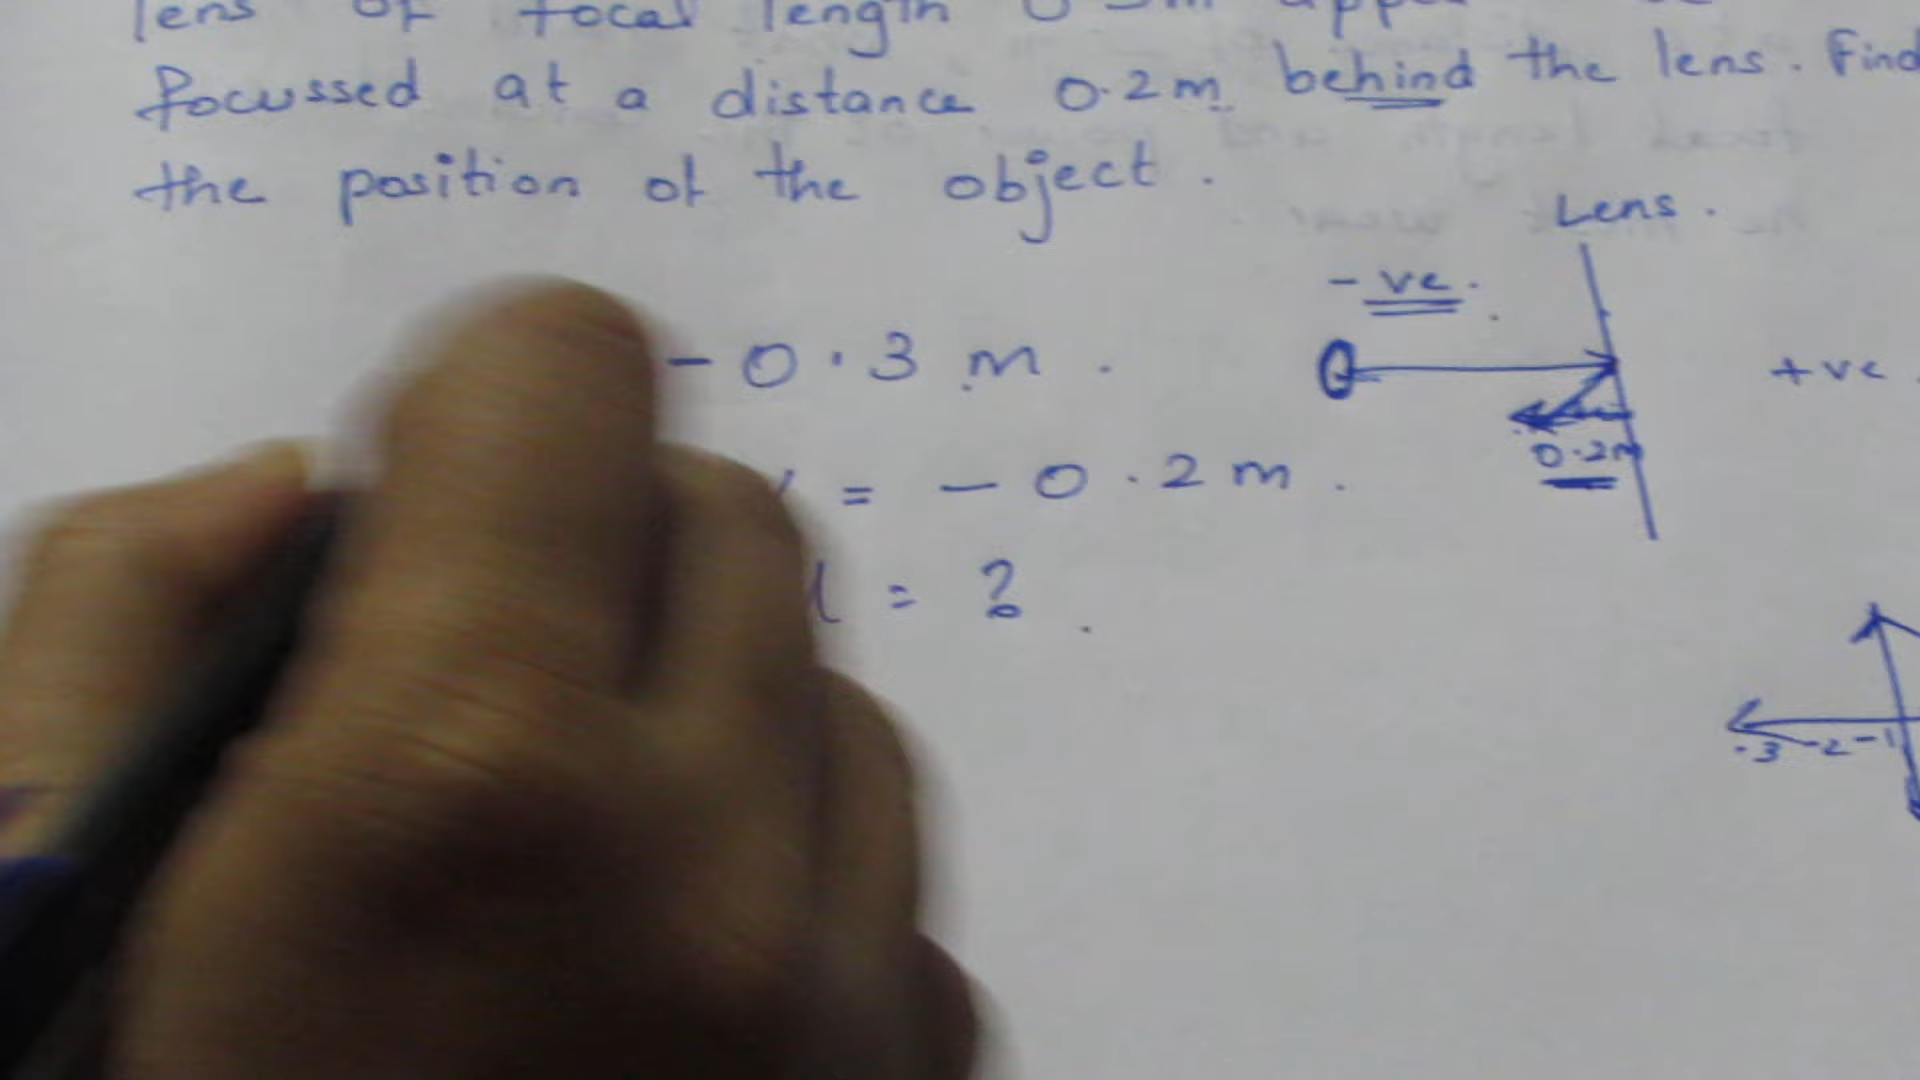 lens of focal length
focussed at a distance 0.2m behind the lens. Find
the position of the object.
Lens.
-ve.
- 0.3 m.
+ve
0.2m
= - 0.2 m.
= ?
-3 -2 -1